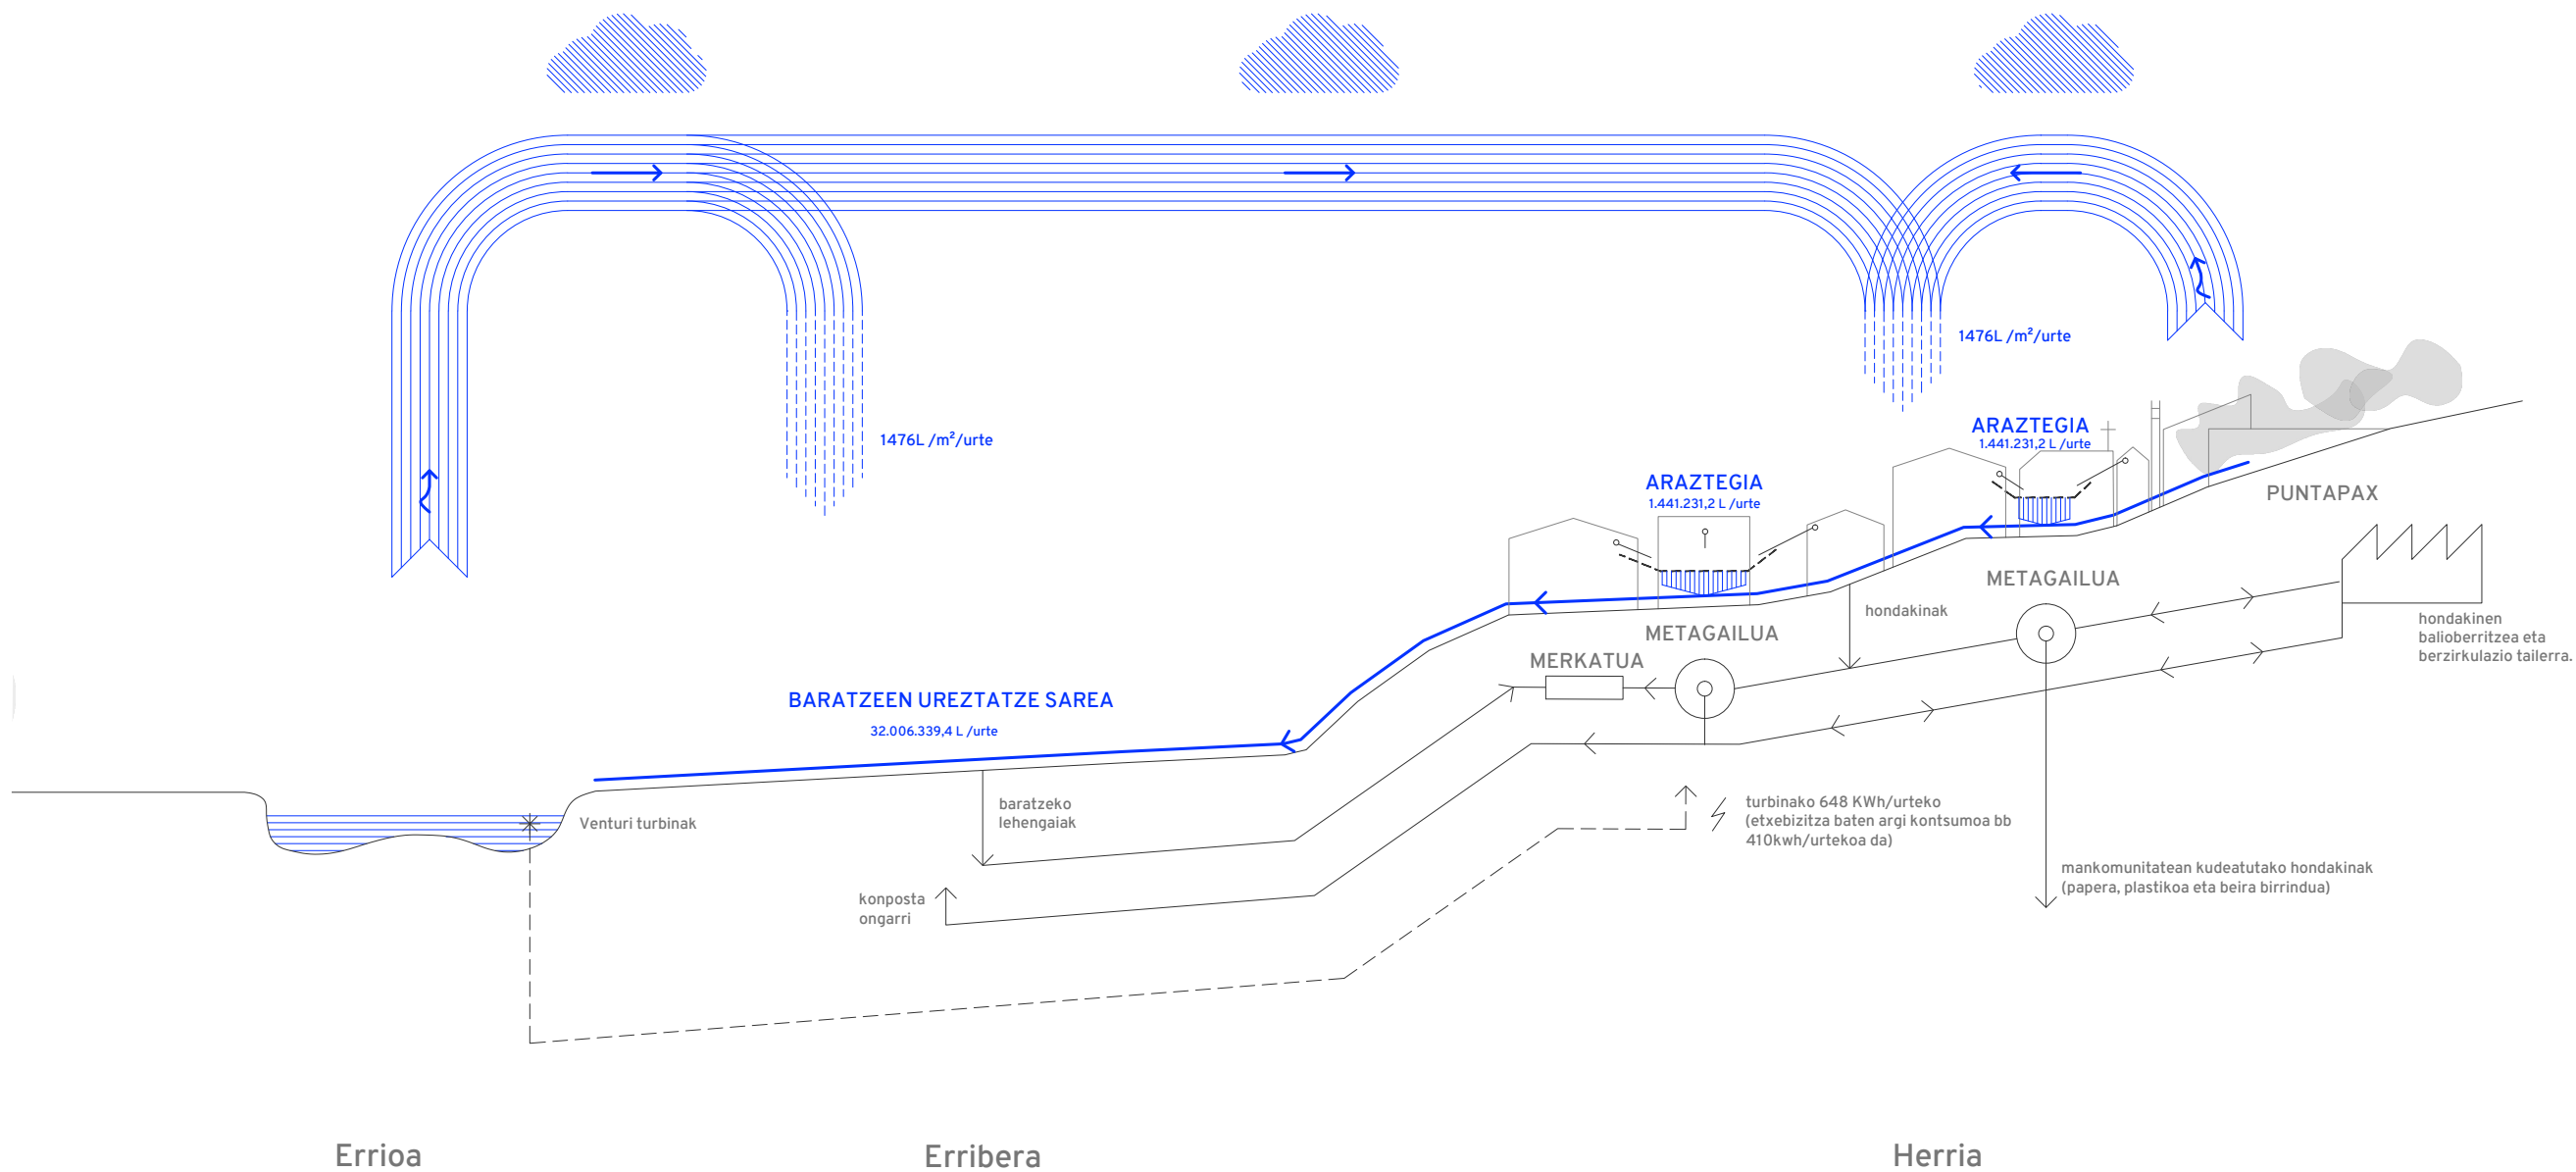 1476L /m²/urte
1476L /m²/urte
ARAZTEGIA
1.441.231,2 L /urte
ARAZTEGIA
1.441.231,2 L /urte
PUNTAPAX
METAGAILUA
hondakinak
hondakinen
balioberritzea eta
berzirkulazio tailerra.
METAGAILUA
MERKATUA
BARATZEEN UREZTATZE SAREA
32.006.339,4 L /urte
baratzeko
lehengaiak
Venturi turbinak
turbinako 648 KWh/urteko
(etxebizitza baten argi kontsumoa bb
410kwh/urtekoa da)
mankomunitatean kudeatutako hondakinak
(papera, plastikoa eta beira birrindua)
konposta
ongarri
Errioa
Erribera
Herria